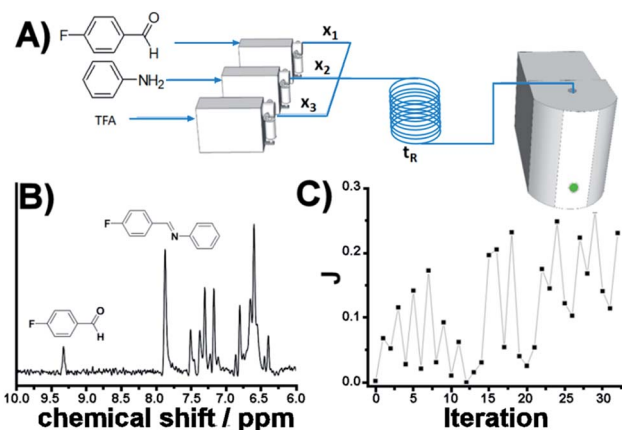 A)
F
O
H
x1
NH2
x2
x3
TFA
tR
B)
F
N
F
O
H
10.0 9.5 9.0 8.5 8.0 7.5 7.0 6.5 6.0
chemical shift / ppm
C)
0.3
0.2
0.1
0.0
J
0 5 10 15 20 25 30
Iteration